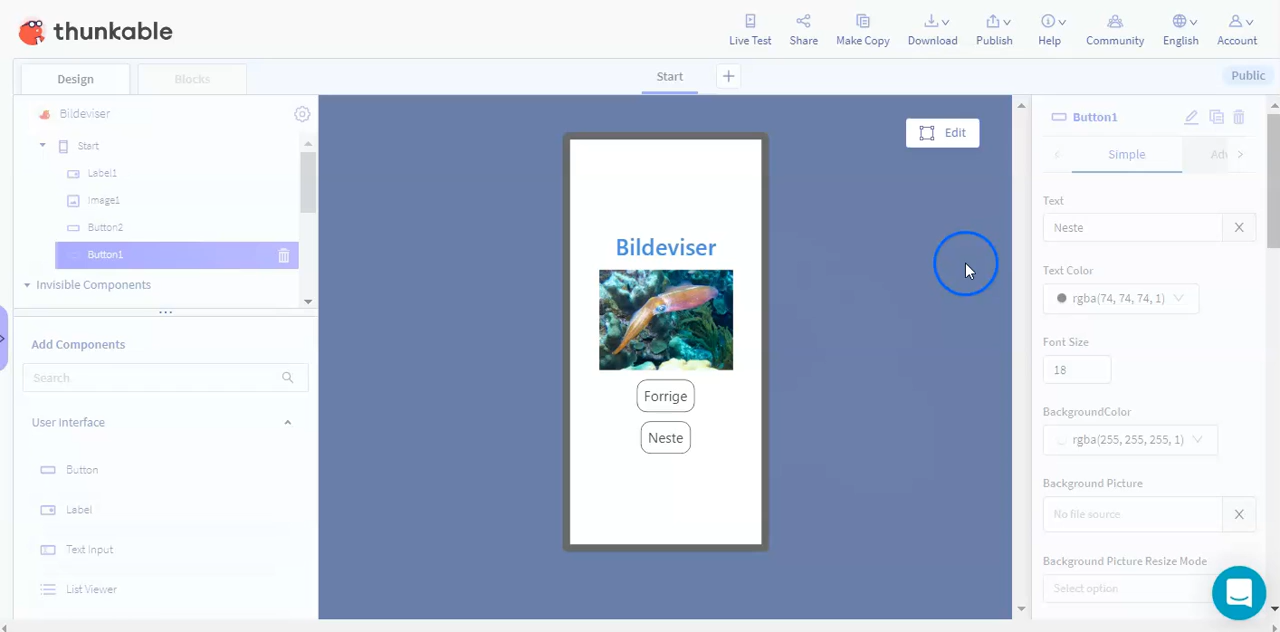 thunkable
Live Test
Share
Make Copy
Download
Publish
Help
Community
English
Account
Design
Blocks
Start
Public
Bildeviser
Start
Label1
Image1
Button2
Button1
Invisible Components
Add Components
Search
User Interface
Button
Label
Text Input
List Viewer
Edit
Bildeviser
Forrige
Neste
Button1
Simple
Adv
Text
Neste
Text Color
rgba(74, 74, 74, 1)
Font Size
18
BackgroundColor
rgba(255, 255, 255, 1)
Background Picture
No file source
Background Picture Resize Mode
Select option